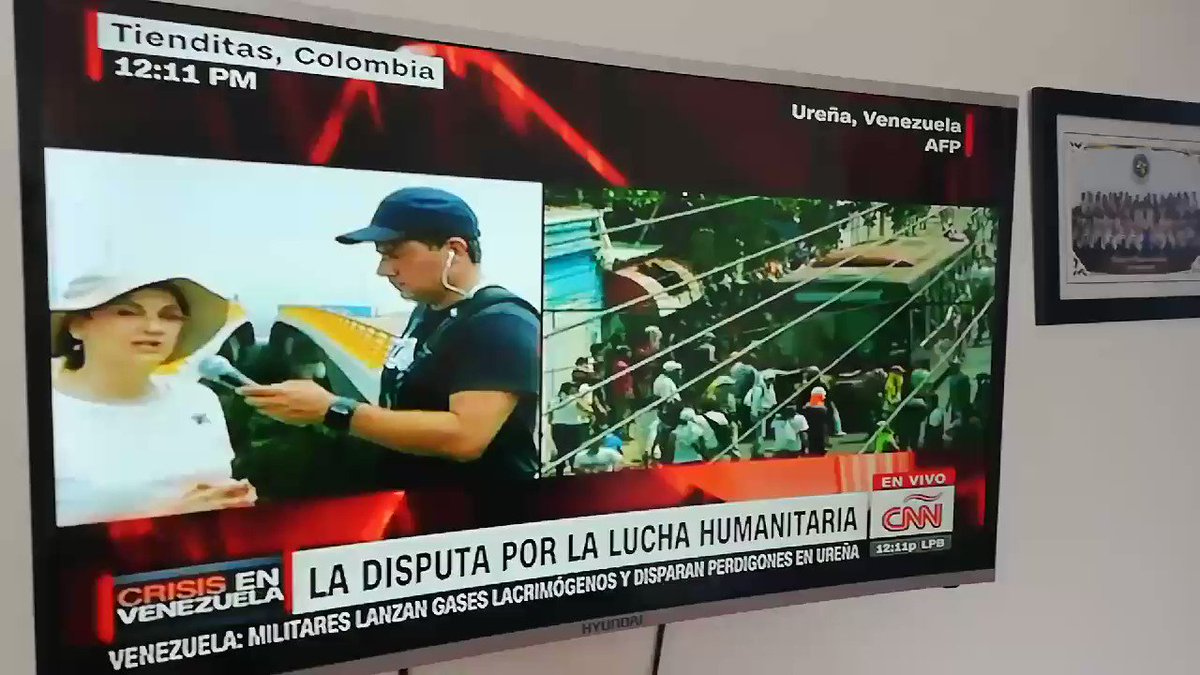 Tienditas, Colombia
12:11 PM
Ureña, Venezuela
AFP
EN VIVO
CNN
12:11p LPB
CRISIS EN
VENEZUELA
LA DISPUTA POR LA LUCHA HUMANITARIA
VENEZUELA: MILITARES LANZAN GASES LACRIMÓGENOS Y DISPARAN PERDIGONES EN UREÑA
HYUNDAI